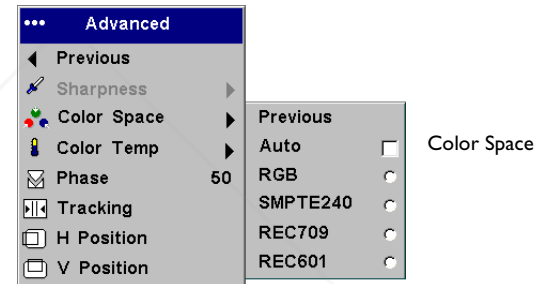 Advanced
Previous
Sharpness
Color Space
Color Temp
Phase 50
Tracking
H Position
V Position
Previous
Auto
RGB
SMPTE240
REC709
REC601
Color Space